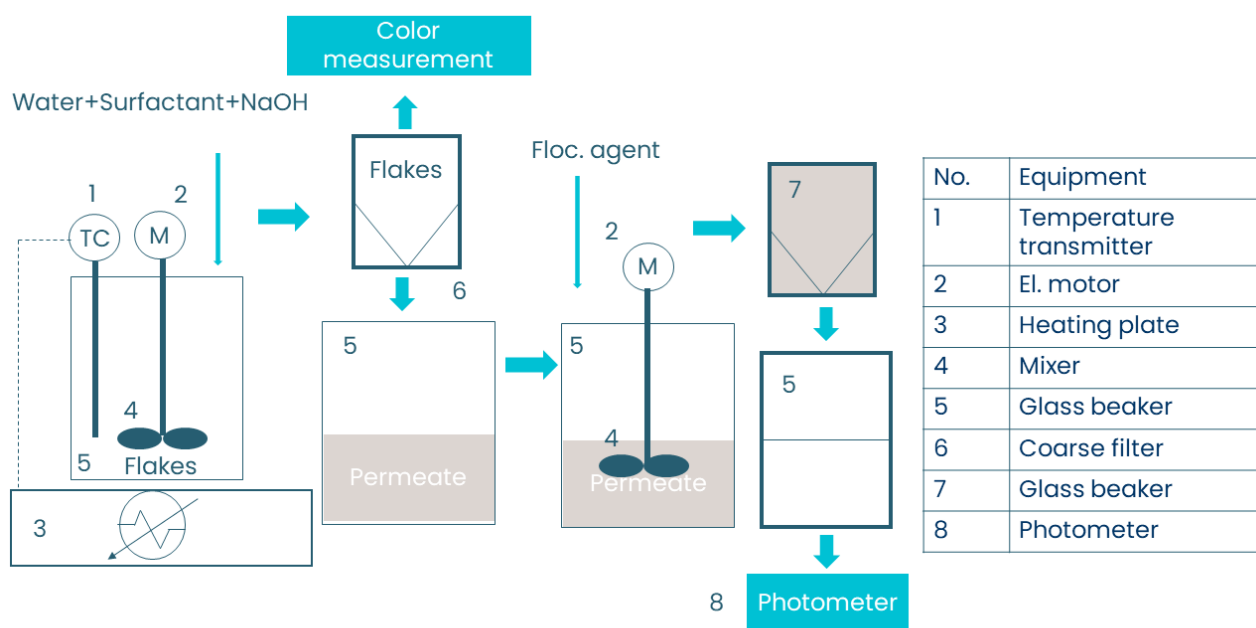 Color
measurement
Water+Surfactant+NaOH
1
2
TC
M
4
5
Flakes
3
Flakes
6
5
Permeate
Floc. agent
2
M
5
4
Permeate
7
5
8
Photometer
No. Equipment
1 Temperature
transmitter
2 El. motor
3 Heating plate
4 Mixer
5 Glass beaker
6 Coarse filter
7 Glass beaker
8 Photometer